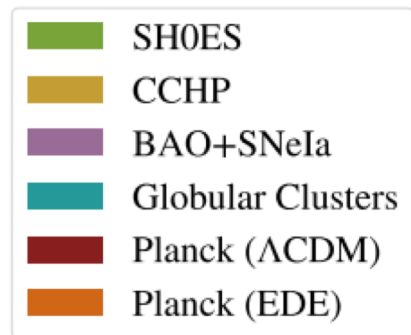 SH0ES
CCHP
BAO+SNeIa
Globular Clusters
Planck (ΛCDM)
Planck (EDE)